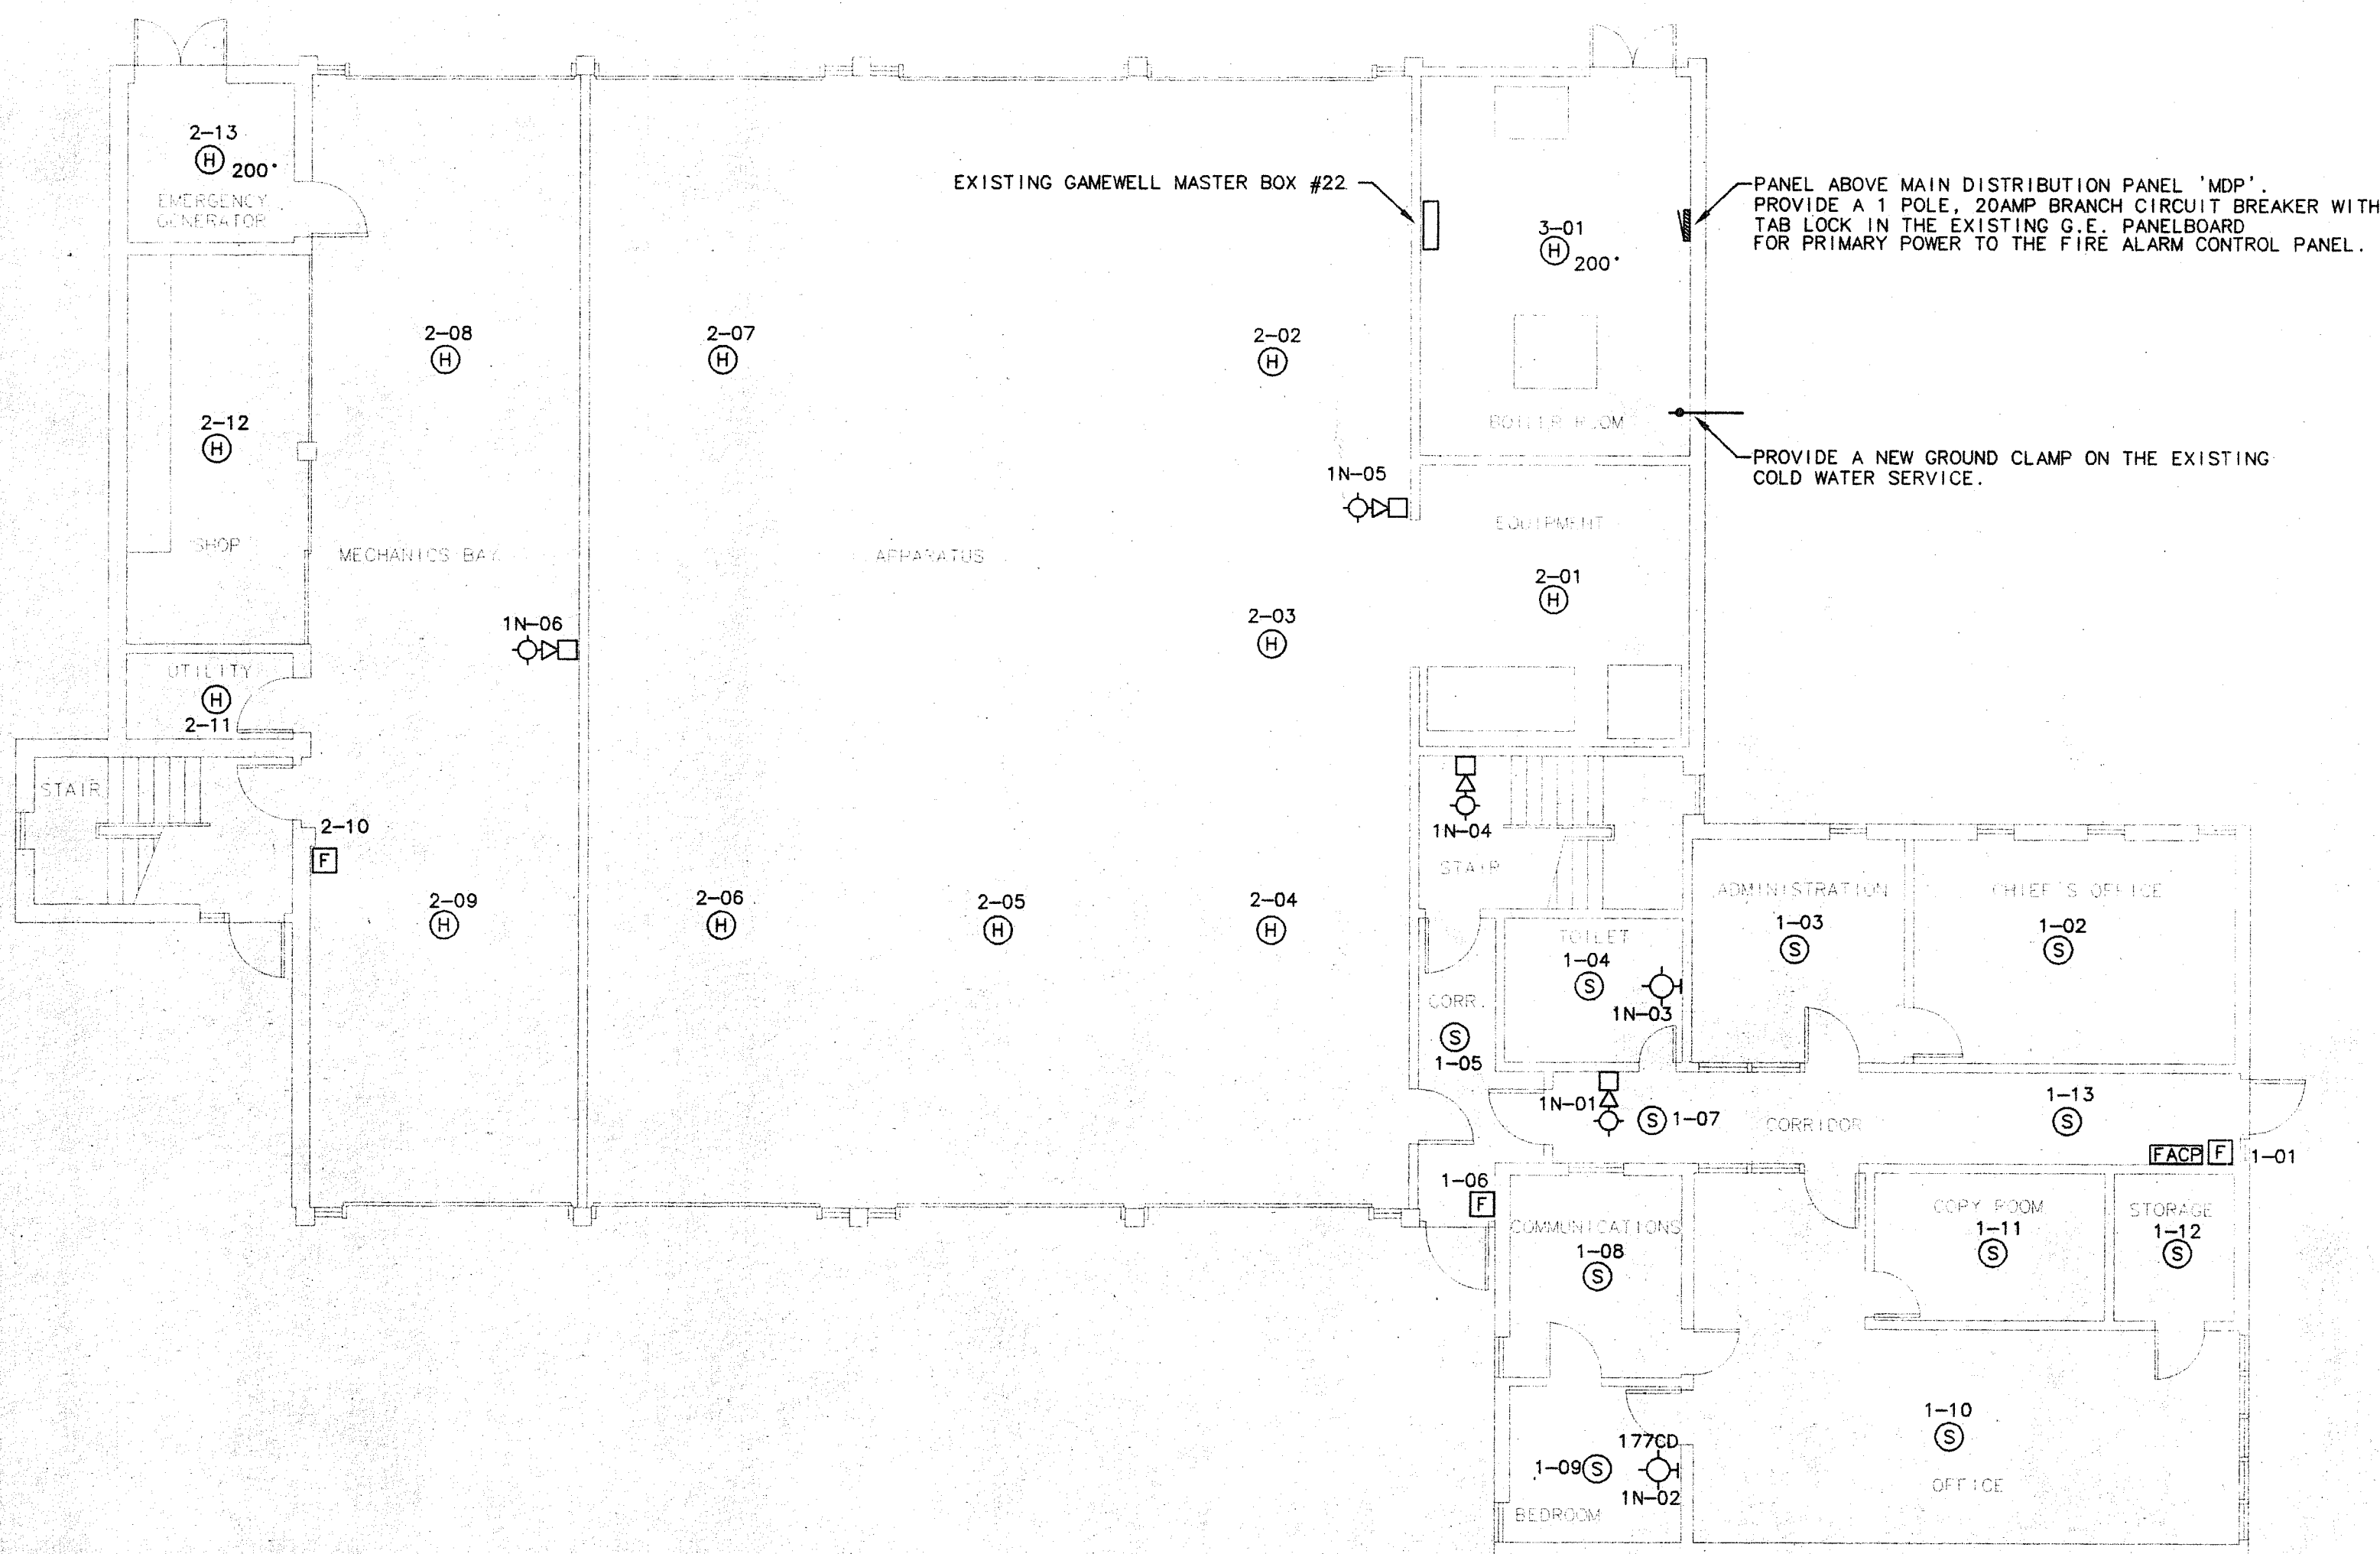 2-13
H 200°
EMERGENCY
GENERATOR
EXISTING GAMEWELL MASTER BOX #22
3-01
H 200°
PANEL ABOVE MAIN DISTRIBUTION PANEL 'MDP'.
PROVIDE A 1 POLE, 20AMP BRANCH CIRCUIT BREAKER WITH
TAB LOCK IN THE EXISTING G.E. PANELBOARD
FOR PRIMARY POWER TO THE FIRE ALARM CONTROL PANEL.
2-08
H
2-07
H
2-02
H
BOILER ROOM
2-12
H
PROVIDE A NEW GROUND CLAMP ON THE EXISTING
COLD WATER SERVICE.
1N-05
EQUIPMENT
SHOP
MECHANICS BAY
APPARATUS
2-01
H
1N-06
2-03
H
UTILITY
H
2-11
STAIR
2-10
F
1N-04
STAIR
2-09
H
2-06
H
2-05
H
2-04
H
ADMINISTRATION
1-03
S
CHIEF'S OFFICE
1-02
S
TOILET
1-04
S
1N-03
CORR.
S
1-05
1N-01
S 1-07
CORRIDOR
1-13
S
FACP F 1-01
1-06
F
COMMUNICATIONS
1-08
S
COPY ROOM
1-11
S
STORAGE
1-12
S
1-10
S
OFFICE
177CD
1-09 S
1N-02
BEDROOM